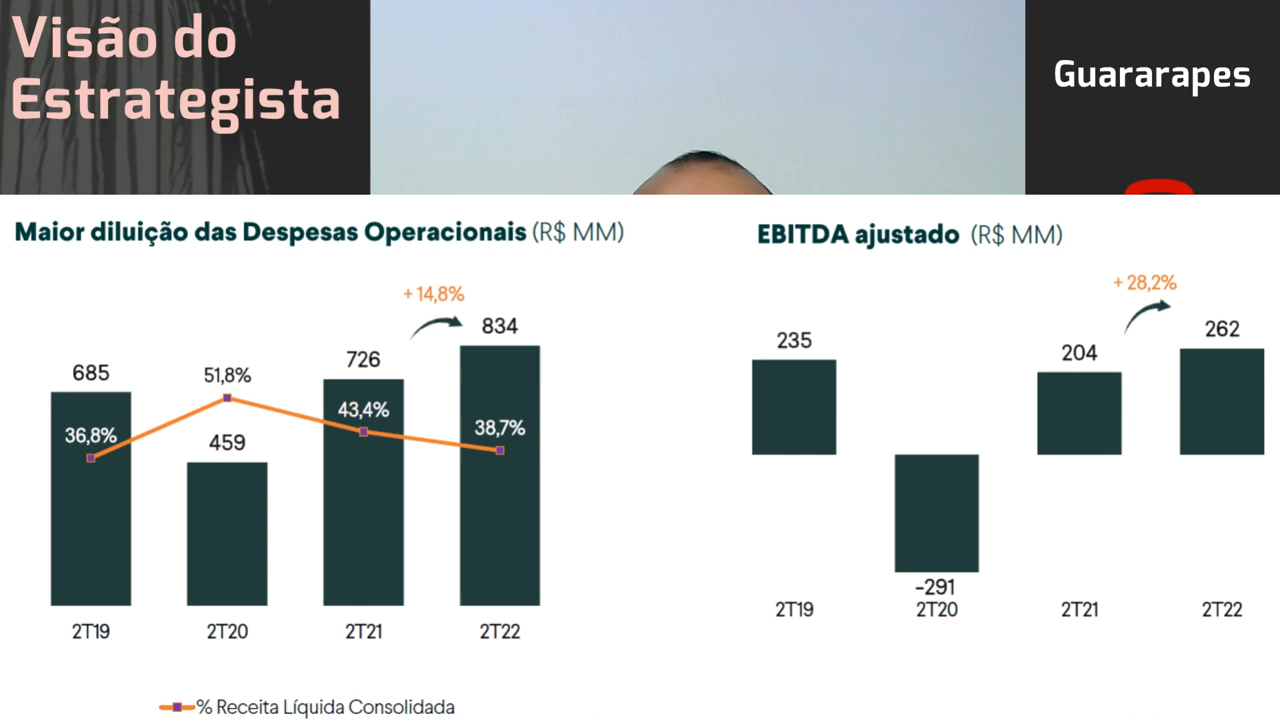 Visão do
Estrategista
Guararapes
Maior diluição das Despesas Operacionais (R$ MM)
+ 14,8%
685
459
726
834
36,8%
51,8%
43,4%
38,7%
2T19
2T20
2T21
2T22
% Receita Líquida Consolidada
EBITDA ajustado (R$ MM)
+ 28,2%
235
-291
204
262
2T19
2T20
2T21
2T22